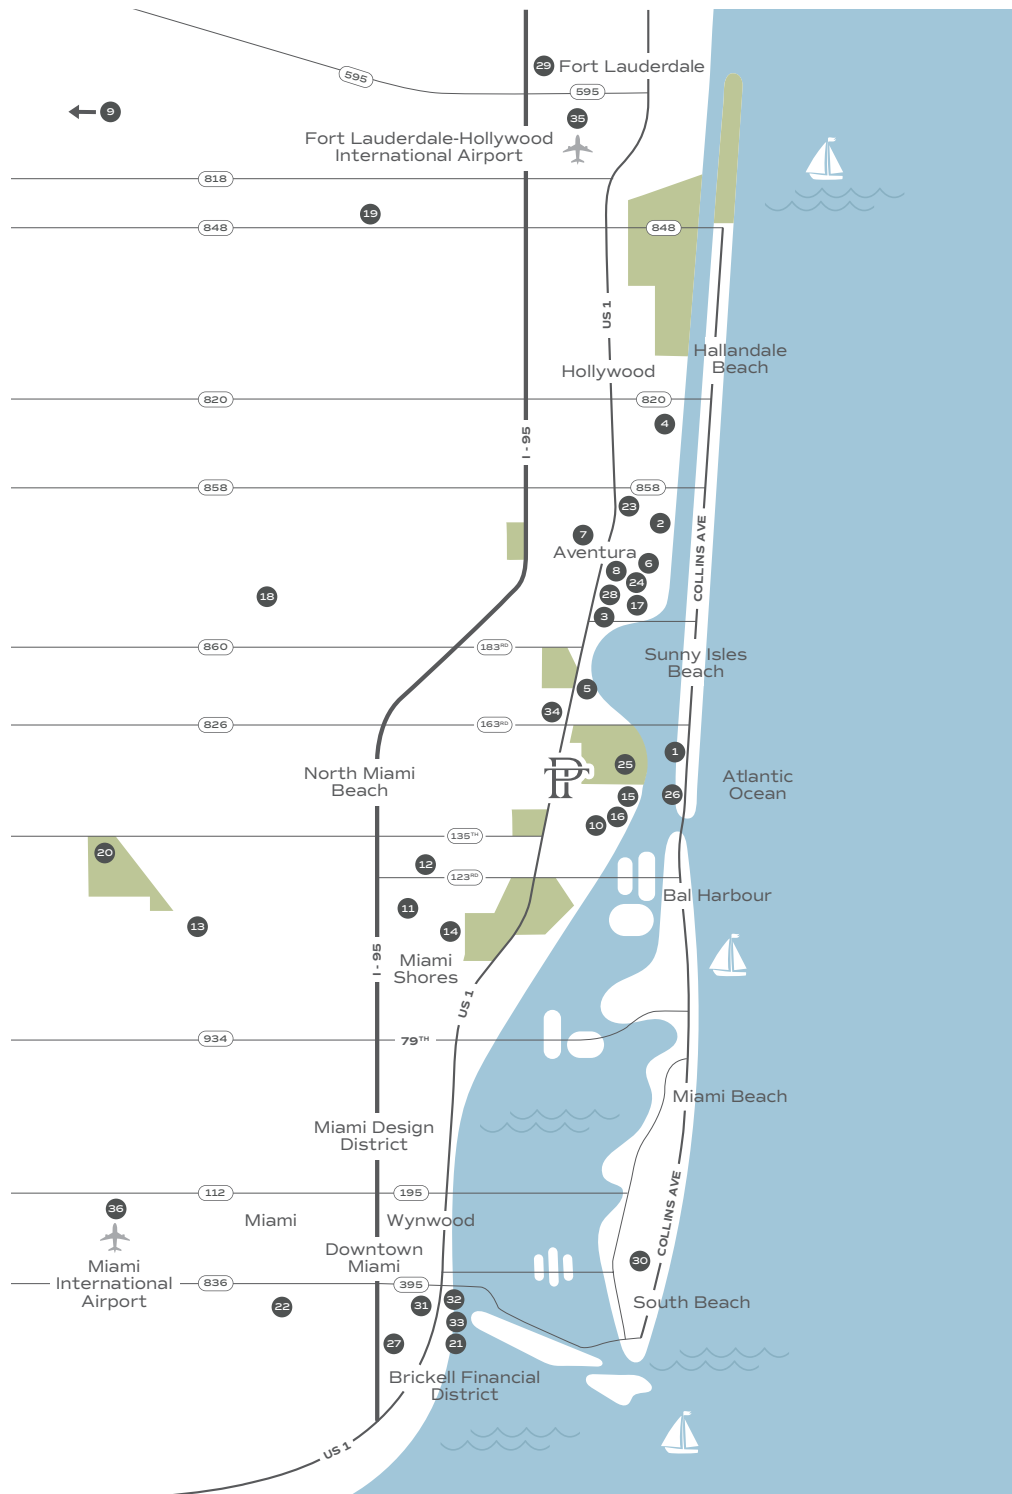 29 Fort Lauderdale
595
595
9
35
Fort Lauderdale-Hollywood
International Airport
818
19
848
848
US 1
Hallandale
Beach
Hollywood
820
820
4
I - 95
858
858
23
2
7
Aventura
COLLINS AVE
6
8
24
28
17
3
18
860
183RD
Sunny Isles
Beach
5
34
826
163RD
1
25
North Miami
Beach
PT
Atlantic
Ocean
15
26
16
10
135TH
20
12
123RD
Bal Harbour
11
13
14
I - 95
Miami
Shores
US 1
934
79TH
Miami Beach
Miami Design
District
112
195
36
Miami
Wynwood
COLLINS AVE
Downtown
Miami
30
Miami
International
Airport
836
395
22
31
32
South Beach
33
27
21
Brickell Financial
District
US 1